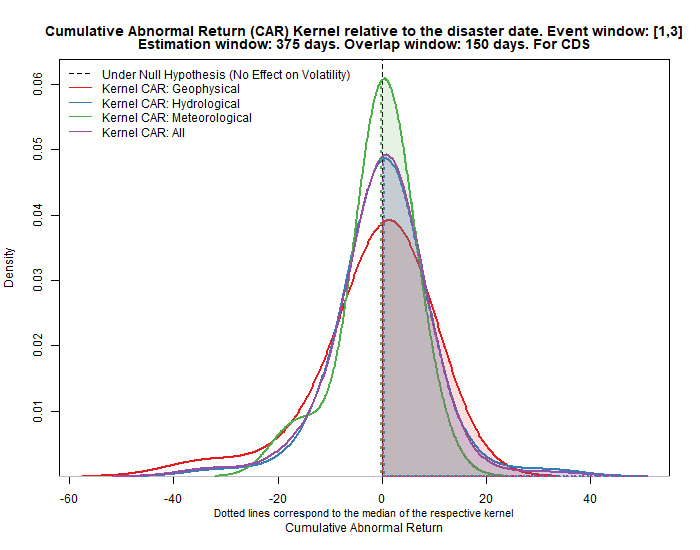 Cumulative Abnormal Return (CAR) Kernel relative to the disaster date. Event window: [1,3]
Estimation window: 375 days. Overlap window: 150 days. For CDS
Under Null Hypothesis (No Effect on Volatility)
Kernel CAR: Geophysical
Kernel CAR: Hydrological
Kernel CAR: Meteorological
Kernel CAR: All
0.06
0.05
0.04
0.03
0.02
0.01
Density
-60 -40 -20 0 20 40
Dotted lines correspond to the median of the respective kernel
Cumulative Abnormal Return